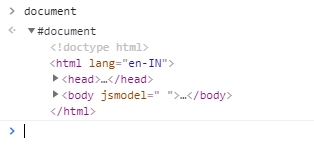 > document
<· ▼#document
<!doctype html>
<html lang="en-IN">
▶<head>…</head>
▶<body jsmodel=" ">…</body>
</html>
>